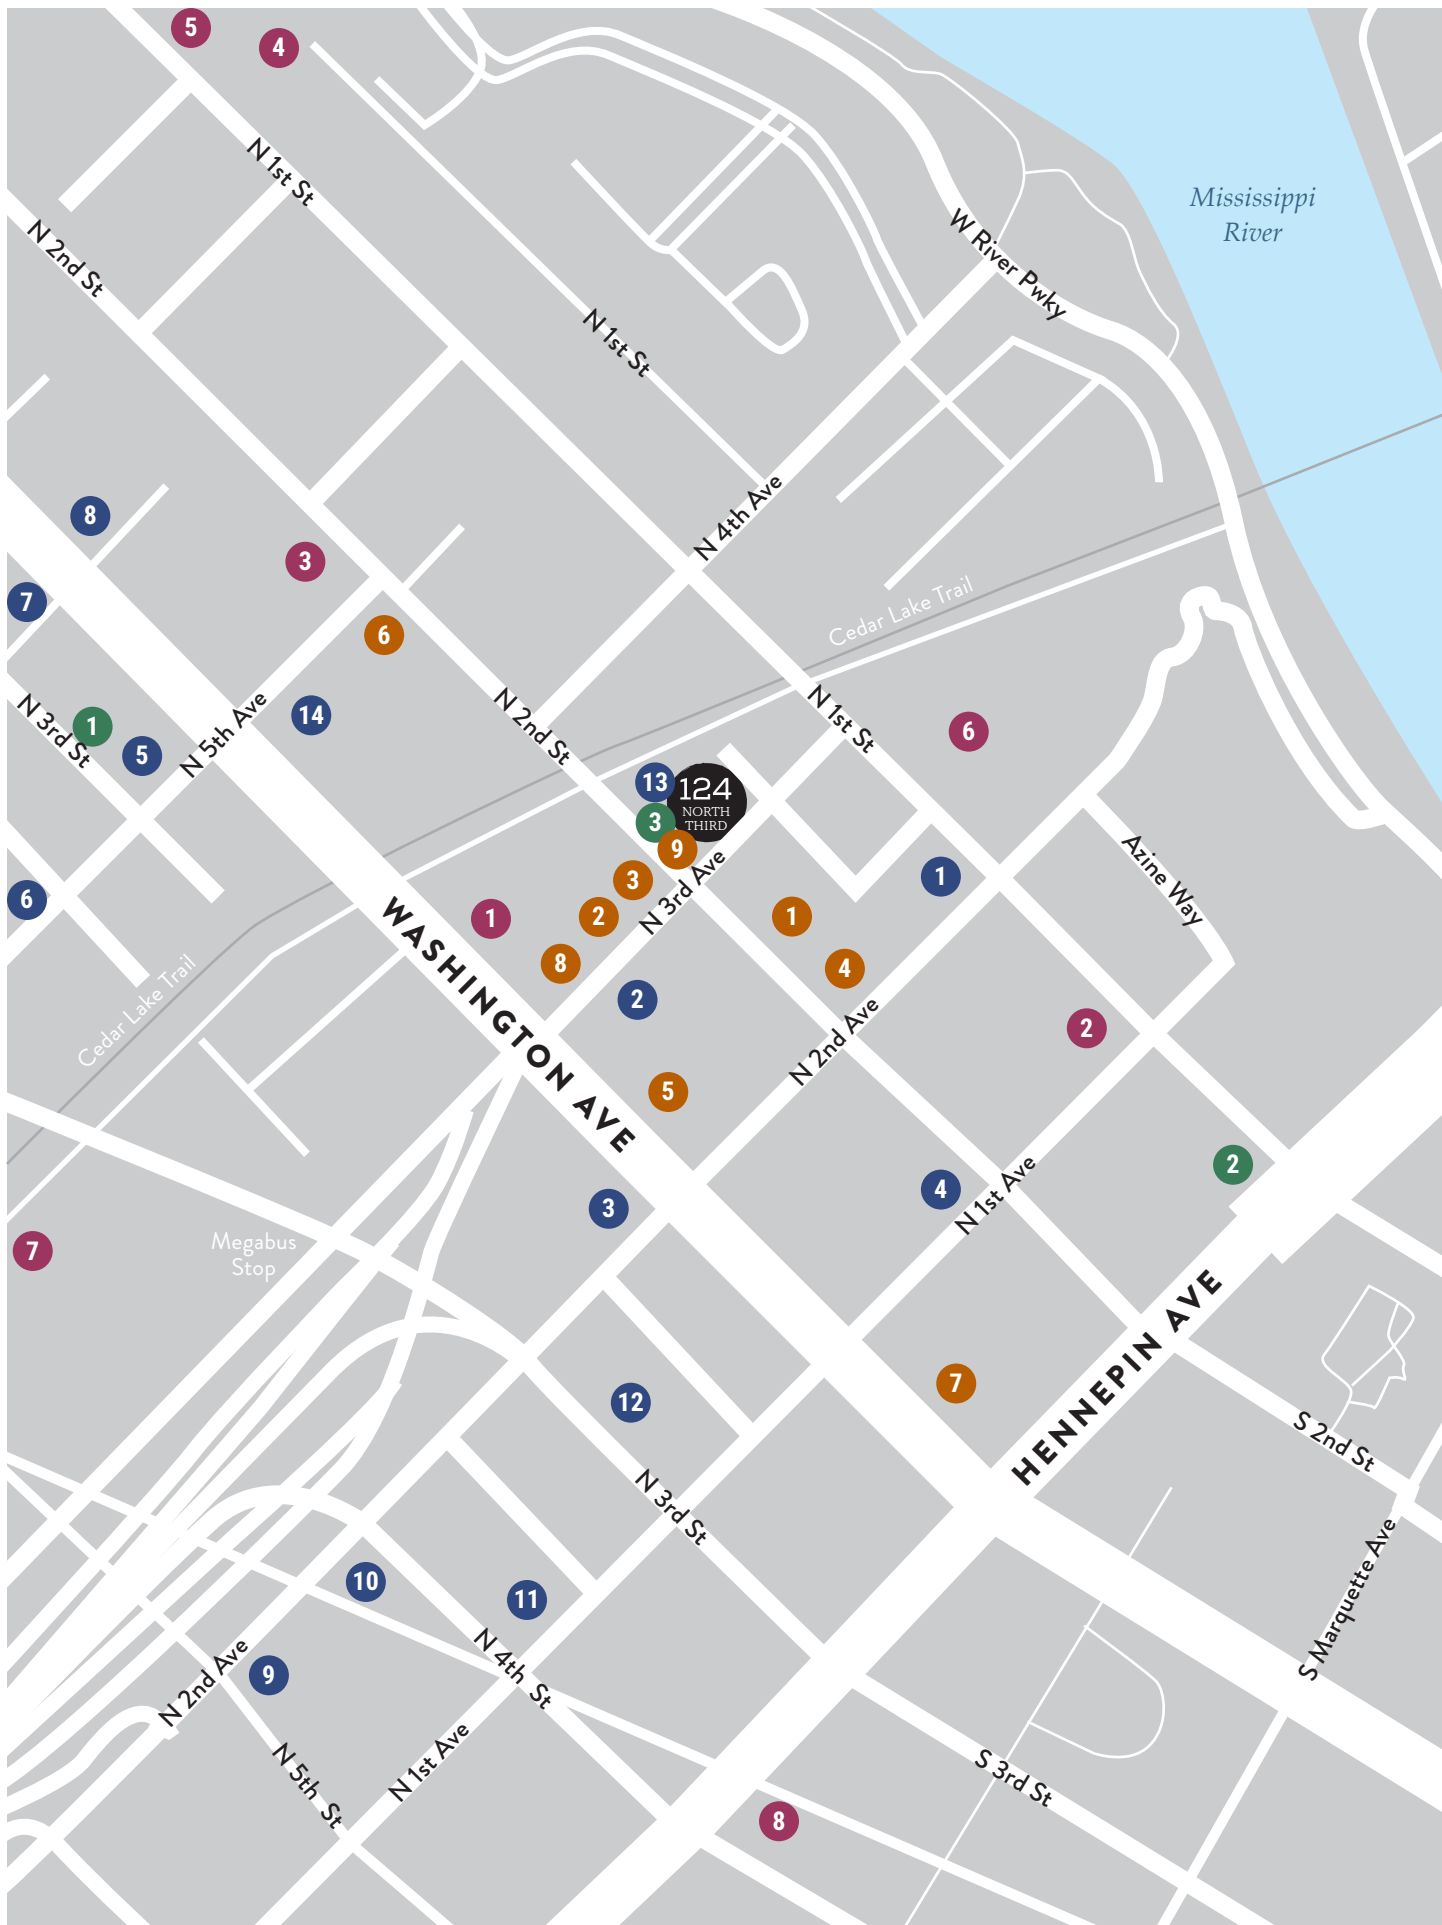 5
4
N 1st St
Mississippi
River
N 2nd St
W River Pwky
N 1st St
8
N 4th Ave
3
7
Cedar Lake Trail
6
N 3rd St
1
5
N 5th Ave
14
N 2nd St
N 1st St
6
13
124
NORTH
THIRD
3
9
3
N 3rd Ave
1
Azine Way
6
WASHINGTON AVE
1
2
1
8
4
Cedar Lake Trail
2
N 2nd Ave
2
5
2
3
4
N 1st Ave
7
Megabus
Stop
HENNEPIN AVE
7
12
S 2nd St
N 3rd St
S Marquette Ave
10
11
N 2nd Ave
9
N 4th St
N 5th St
N 1st Ave
S 3rd St
8